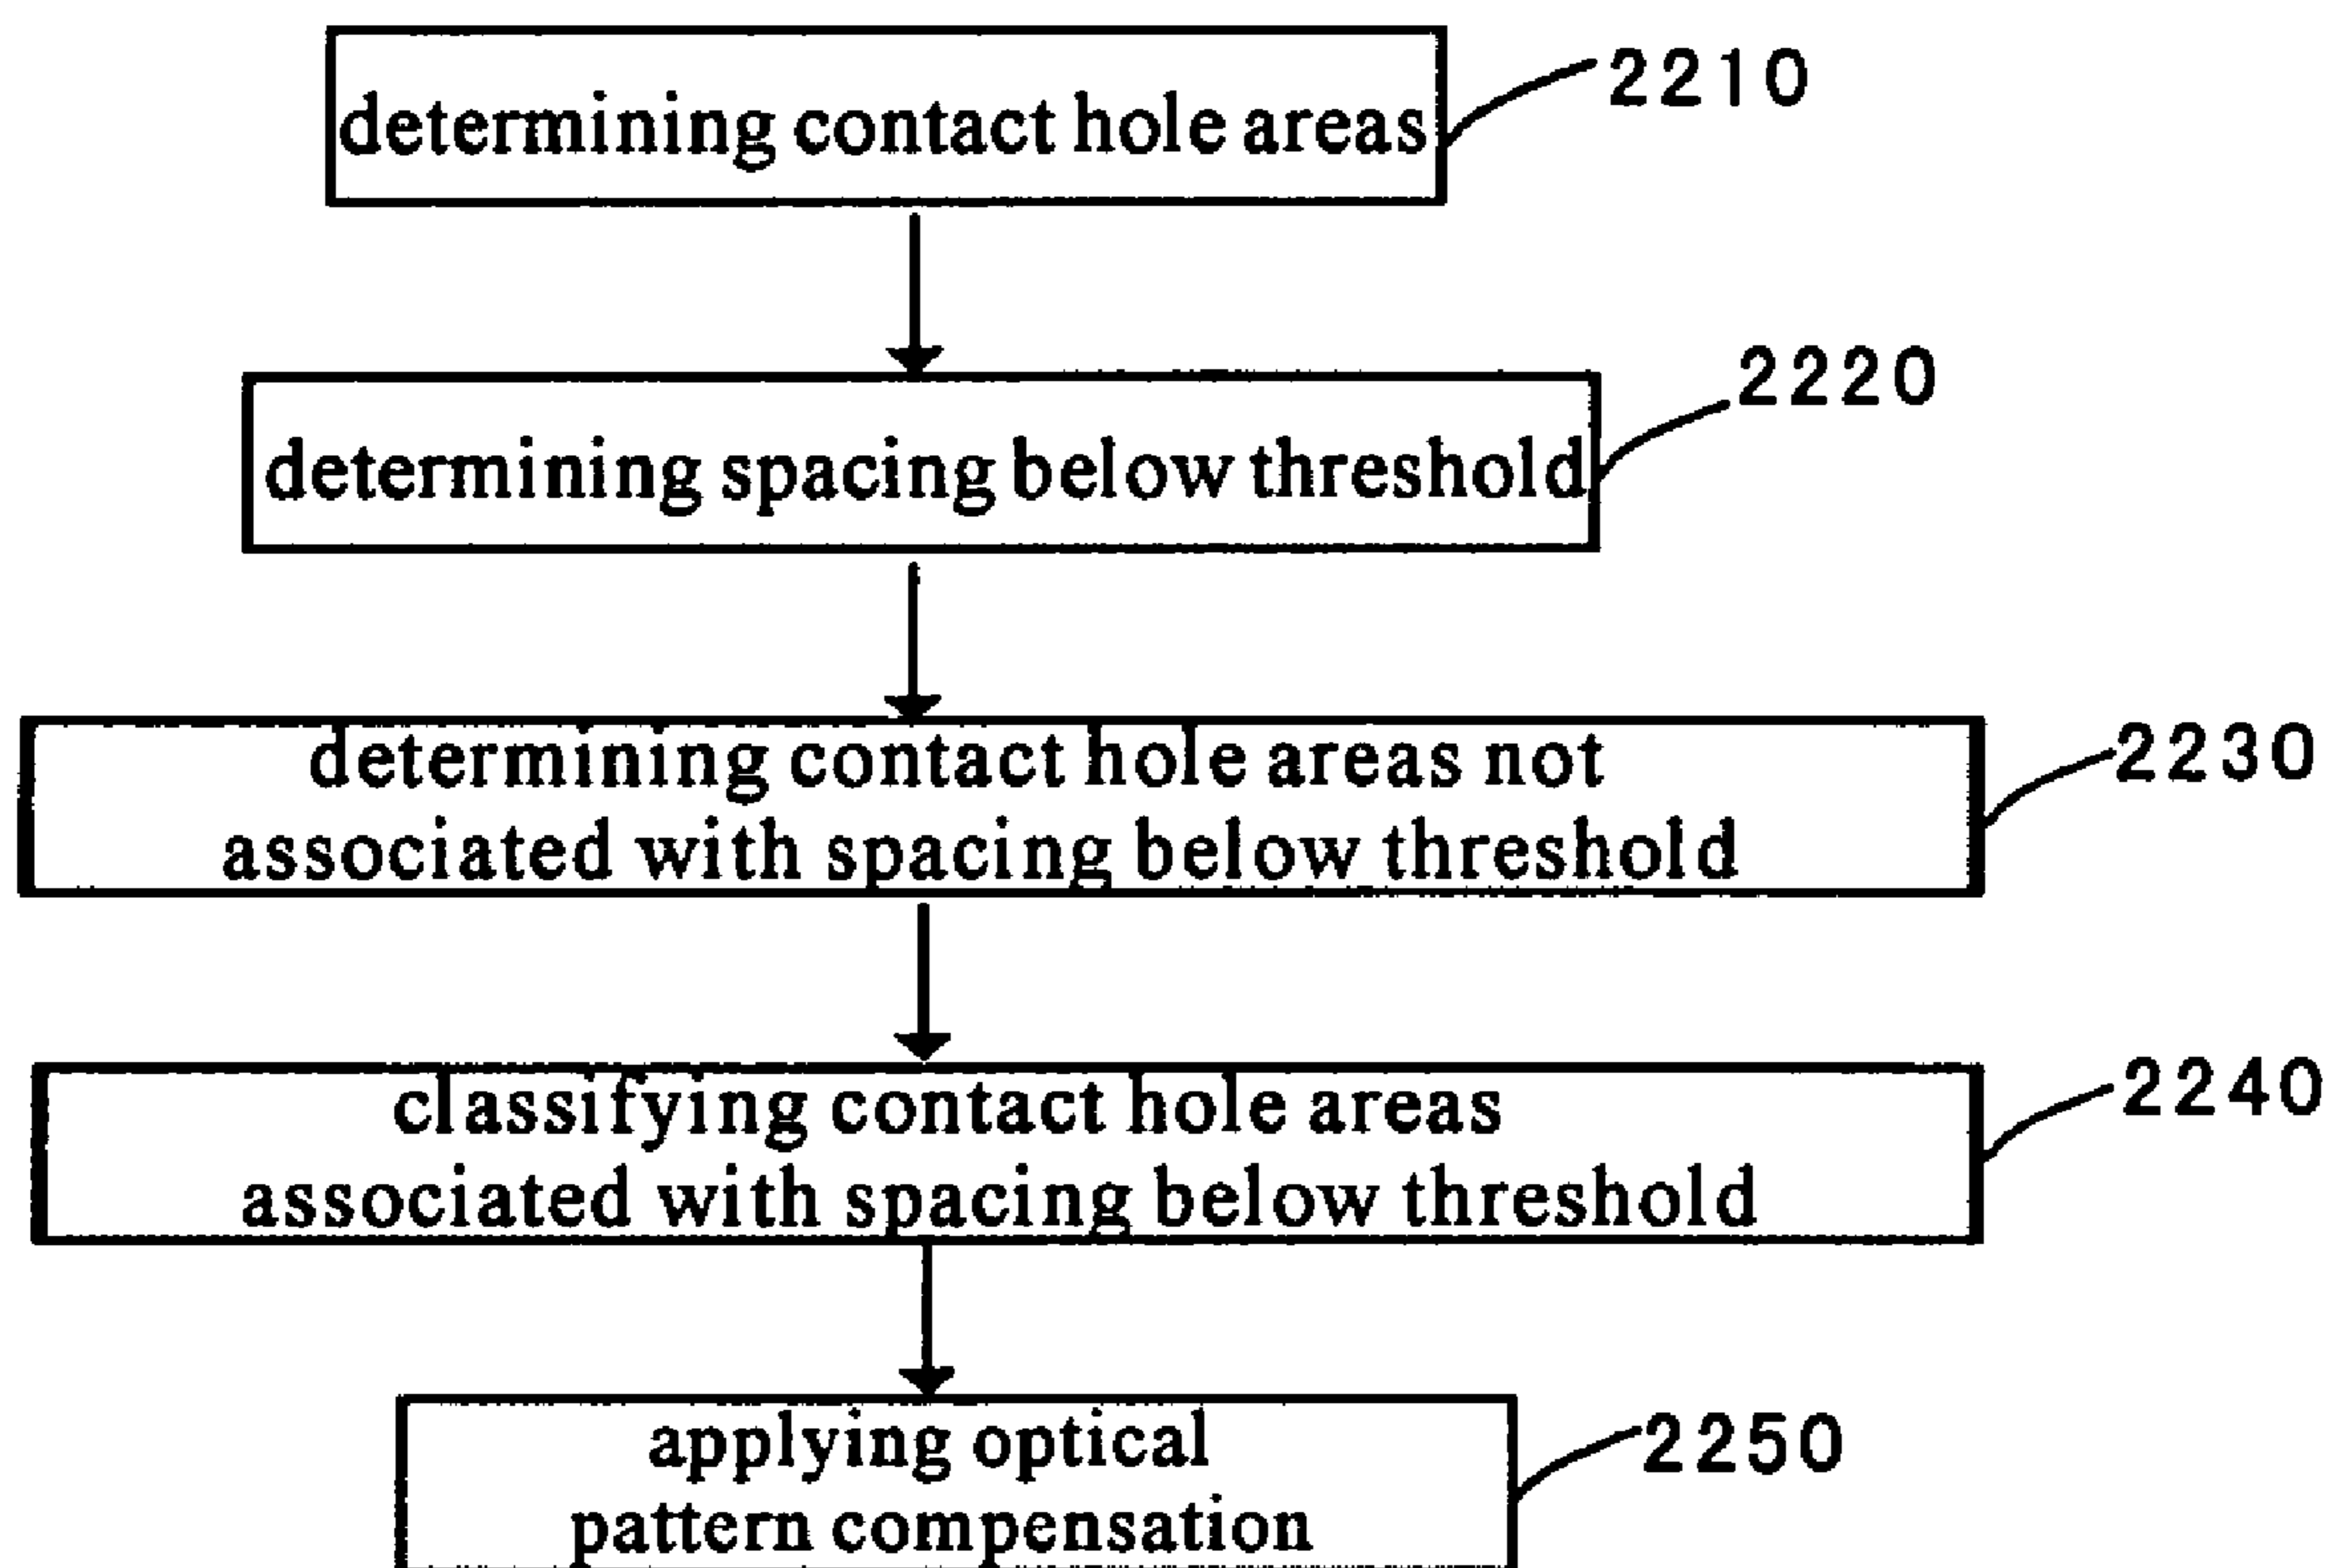 determining contact hole areas
2210
determining spacing below threshold
2220
determining contact hole areas not
associated with spacing below threshold
2230
classifying contact hole areas
associated with spacing below threshold
2240
applying optical
pattern compensation
2250